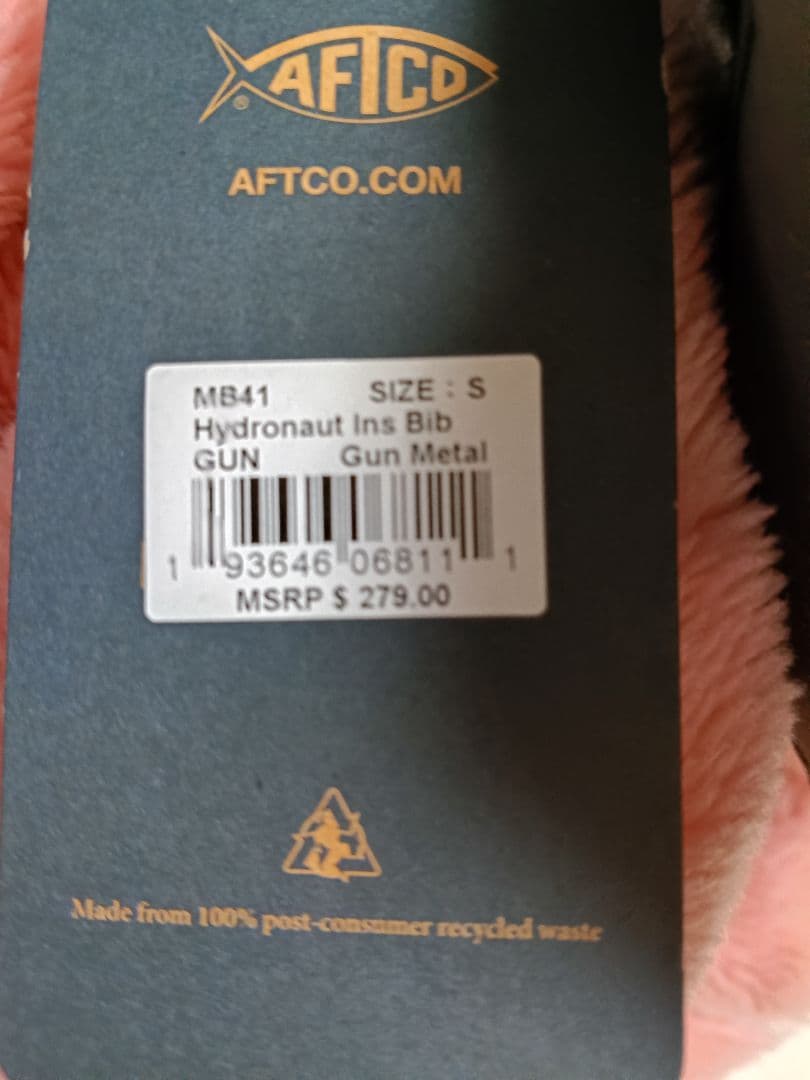 AFTCO
®
AFTCO.COM
MB41 SIZE : S
Hydronaut Ins Bib
GUN Gun Metal
1 93646 06811 1
MSRP $ 279.00
Made from 100% post-consumer recycled waste